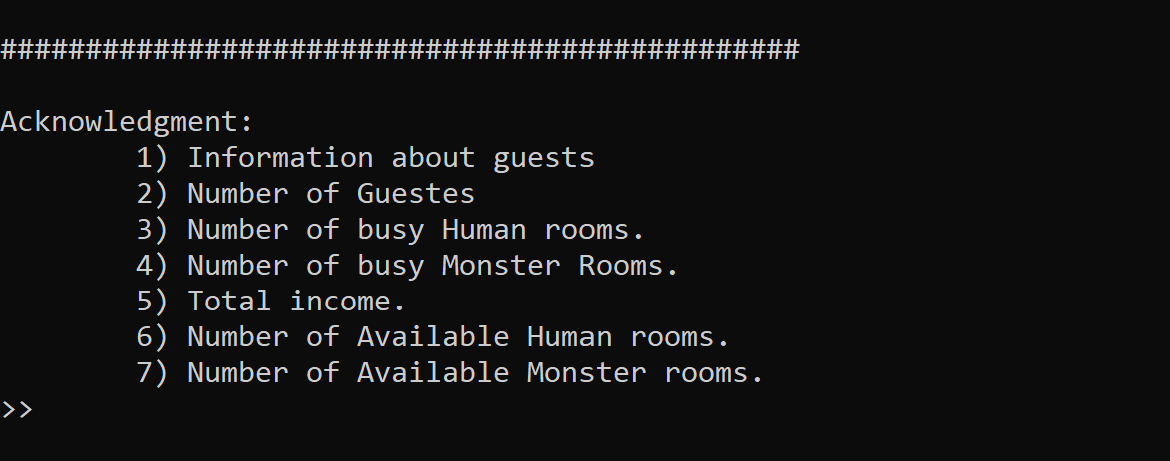 ###############################################
Acknowledgment:
1) Information about guests
2) Number of Guestes
3) Number of busy Human rooms.
4) Number of busy Monster Rooms.
5) Total income.
6) Number of Available Human rooms.
7) Number of Available Monster rooms.
>>